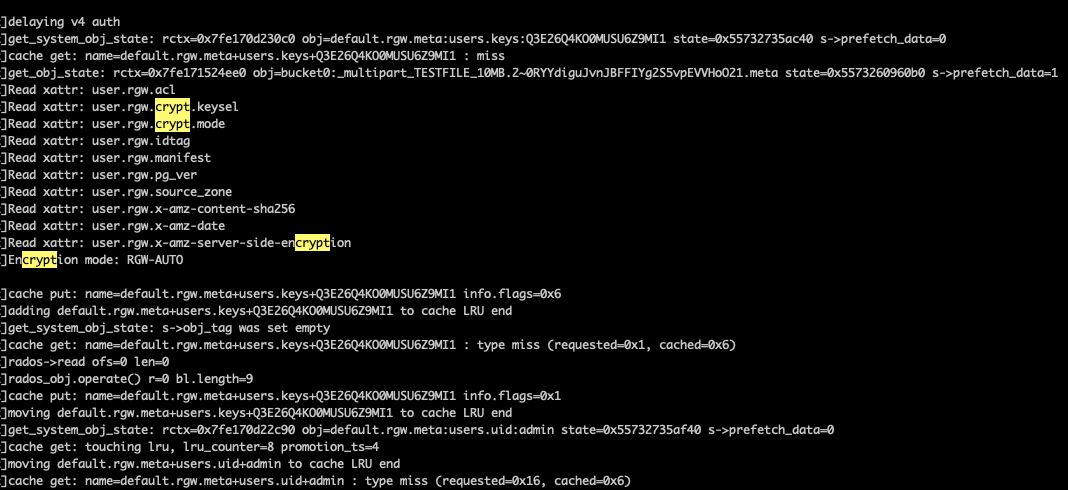 ]delaying v4 auth
]get_system_obj_state: rctx=0x7fe170d230c0 obj=default.rgw.meta:users.keys:Q3E26Q4KO0MUSU6Z9MI1 state=0x55732735ac40 s->prefetch_data=0
]cache get: name=default.rgw.meta+users.keys+Q3E26Q4KO0MUSU6Z9MI1 : miss
]get_obj_state: rctx=0x7fe171524ee0 obj=bucket0:_multipart_TESTFILE_10MB.2~0RYYdiguJvnJBFFIYg2S5vpEVVHoO21.meta state=0x5573260960b0 s->prefetch_data=1
]Read xattr: user.rgw.acl
]Read xattr: user.rgw.crypt.keysel
]Read xattr: user.rgw.crypt.mode
]Read xattr: user.rgw.idtag
]Read xattr: user.rgw.manifest
]Read xattr: user.rgw.pg_ver
]Read xattr: user.rgw.source_zone
]Read xattr: user.rgw.x-amz-content-sha256
]Read xattr: user.rgw.x-amz-date
]Read xattr: user.rgw.x-amz-server-side-encryption
]Encryption mode: RGW-AUTO
]cache put: name=default.rgw.meta+users.keys+Q3E26Q4KO0MUSU6Z9MI1 info.flags=0x6
]adding default.rgw.meta+users.keys+Q3E26Q4KO0MUSU6Z9MI1 to cache LRU end
]get_system_obj_state: s->obj_tag was set empty
]cache get: name=default.rgw.meta+users.keys+Q3E26Q4KO0MUSU6Z9MI1 : type miss (requested=0x1, cached=0x6)
]rados->read ofs=0 len=0
]rados_obj.operate() r=0 bl.length=9
]cache put: name=default.rgw.meta+users.keys+Q3E26Q4KO0MUSU6Z9MI1 info.flags=0x1
]moving default.rgw.meta+users.keys+Q3E26Q4KO0MUSU6Z9MI1 to cache LRU end
]get_system_obj_state: rctx=0x7fe170d22c90 obj=default.rgw.meta:users.uid:admin state=0x55732735af40 s->prefetch_data=0
]cache get: touching lru, lru_counter=8 promotion_ts=4
]moving default.rgw.meta+users.uid+admin to cache LRU end
]cache get: name=default.rgw.meta+users.uid+admin : type miss (requested=0x16, cached=0x6)